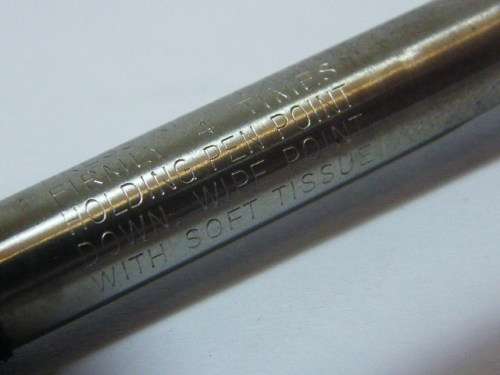 FIRMLY 4 TIMES
HOLDING PEN POINT
DOWN. WIPE POINT
WITH SOFT TISSUE